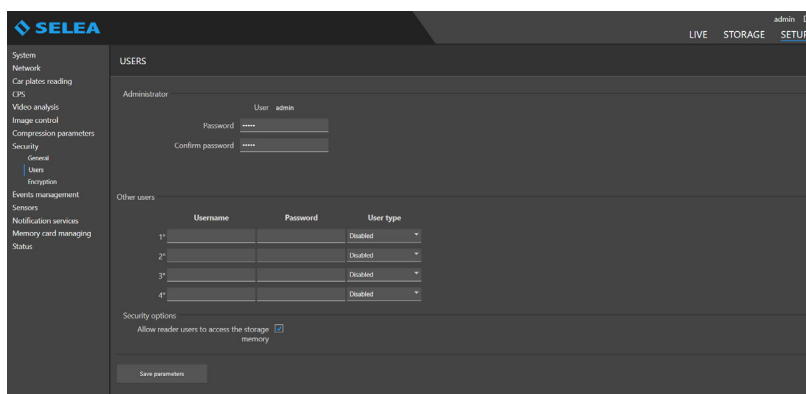 admin D
SELEA
LIVE STORAGE SETUP
System
Network
Car plates reading
CPS
Video analysis
Image control
Compression parameters
Security
General
Users
Encryption
Events management
Sensors
Notification services
Memory card managing
Status
USERS
Administrator
User admin
Password •••••
Confirm password •••••
Other users
Username Password User type
1° Disabled
2° Disabled
3° Disabled
4° Disabled
Security options
Allow reader users to access the storage
memory
Save parameters